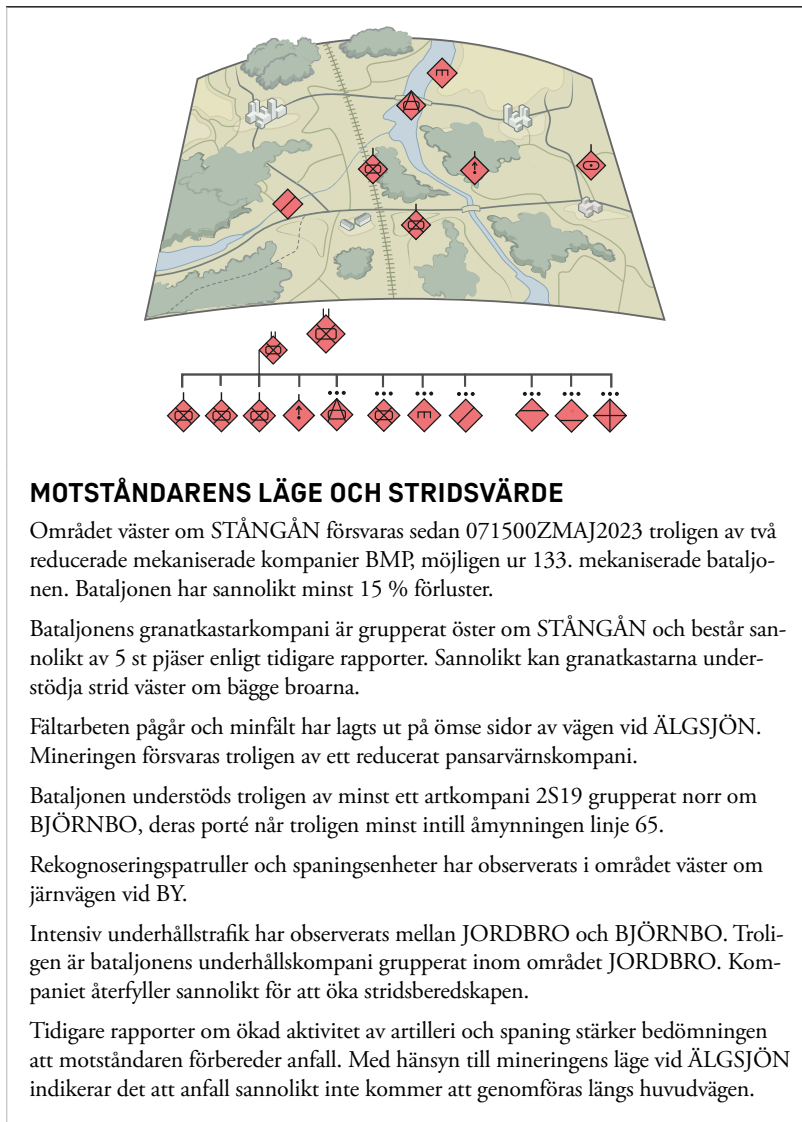 MOTSTÅNDARENS LÄGE OCH STRIDSVÄRDE
Området väster om STÅNGÅN försvaras sedan 071500ZMAJ2023 troligen av två
reducerade mekaniserade kompanier BMP, möjligen ur 133. mekaniserade bataljo-
nen. Bataljonen har sannolikt minst 15 % förluster.
Bataljonens granatkastarkompani är grupperat öster om STÅNGÅN och består san-
nolikt av 5 st pjäser enligt tidigare rapporter. Sannolikt kan granatkastarna under-
stödja strid väster om bägge broarna.
Fältarbeten pågår och minfält har lagts ut på ömse sidor av vägen vid ÄLGSJÖN.
Mineringen försvaras troligen av ett reducerat pansarvärnskompani.
Bataljonen understöds troligen av minst ett artkompani 2S19 grupperat norr om
BJÖRNBO, deras porté når troligen minst intill åmynningen linje 65.
Rekognoseringspatruller och spaningsenheter har observerats i området väster om
järnvägen vid BY.
Intensiv underhållstrafik har observerats mellan JORDBRO och BJÖRNBO. Troli-
gen är bataljonens underhållskompani grupperat inom området JORDBRO. Kom-
paniet återfyller sannolikt för att öka stridsberedskapen.
Tidigare rapporter om ökad aktivitet av artilleri och spaning stärker bedömningen
att motståndaren förbereder anfall. Med hänsyn till mineringens läge vid ÄLGSJÖN
indikerar det att anfall sannolikt inte kommer att genomföras längs huvudvägen.